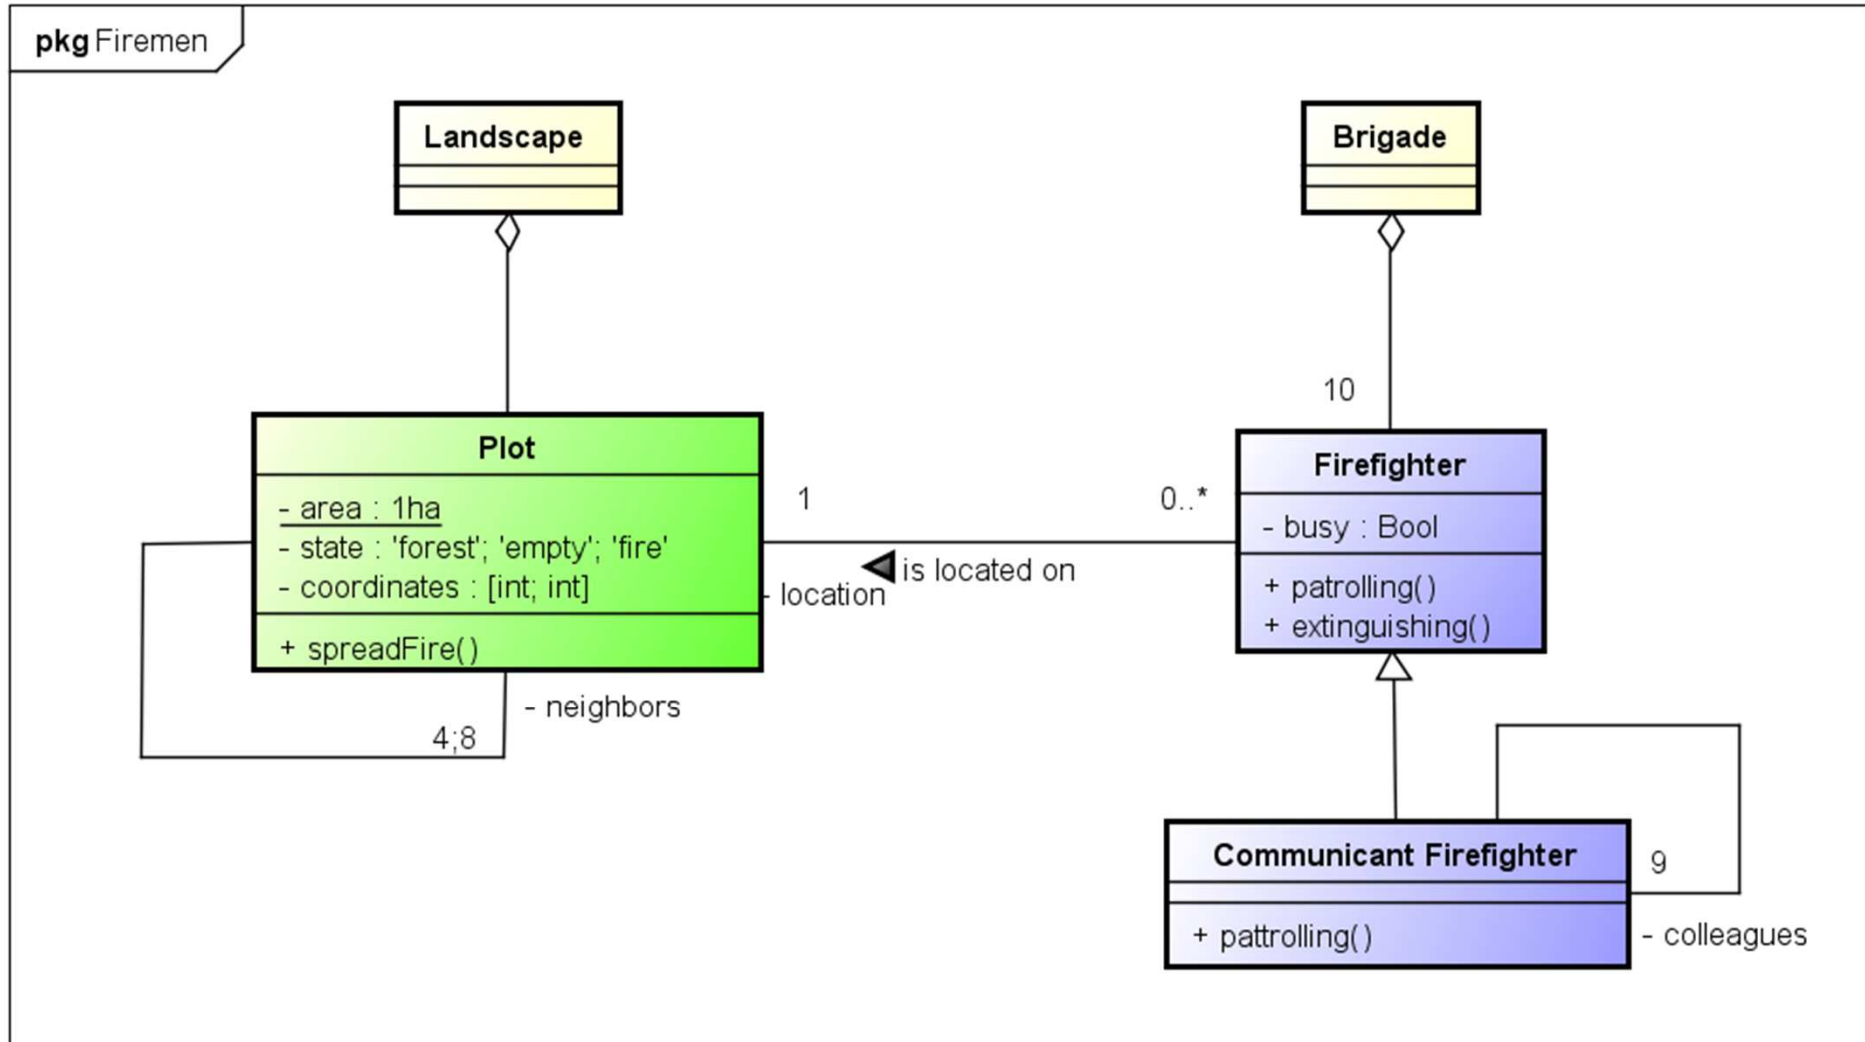 pkg Firemen
Landscape
Brigade
10
Plot
- area : 1ha
- state : 'forest'; 'empty'; 'fire'
- coordinates : [int; int]
+ spreadFire()
1
0..*
is located on
- location
Firefighter
- busy : Bool
+ patrolling()
+ extinguishing()
- neighbors
4;8
Communicant Firefighter
+ pattrolling()
9
- colleagues